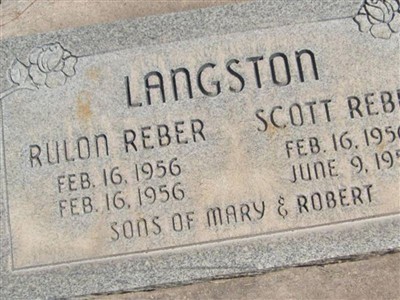 LANGSTON
RULON REBER
FEB. 16, 1956
FEB. 16, 1956
SCOTT
FEB. 16,
JUNE 9,
SONS OF MARY & ROBERT